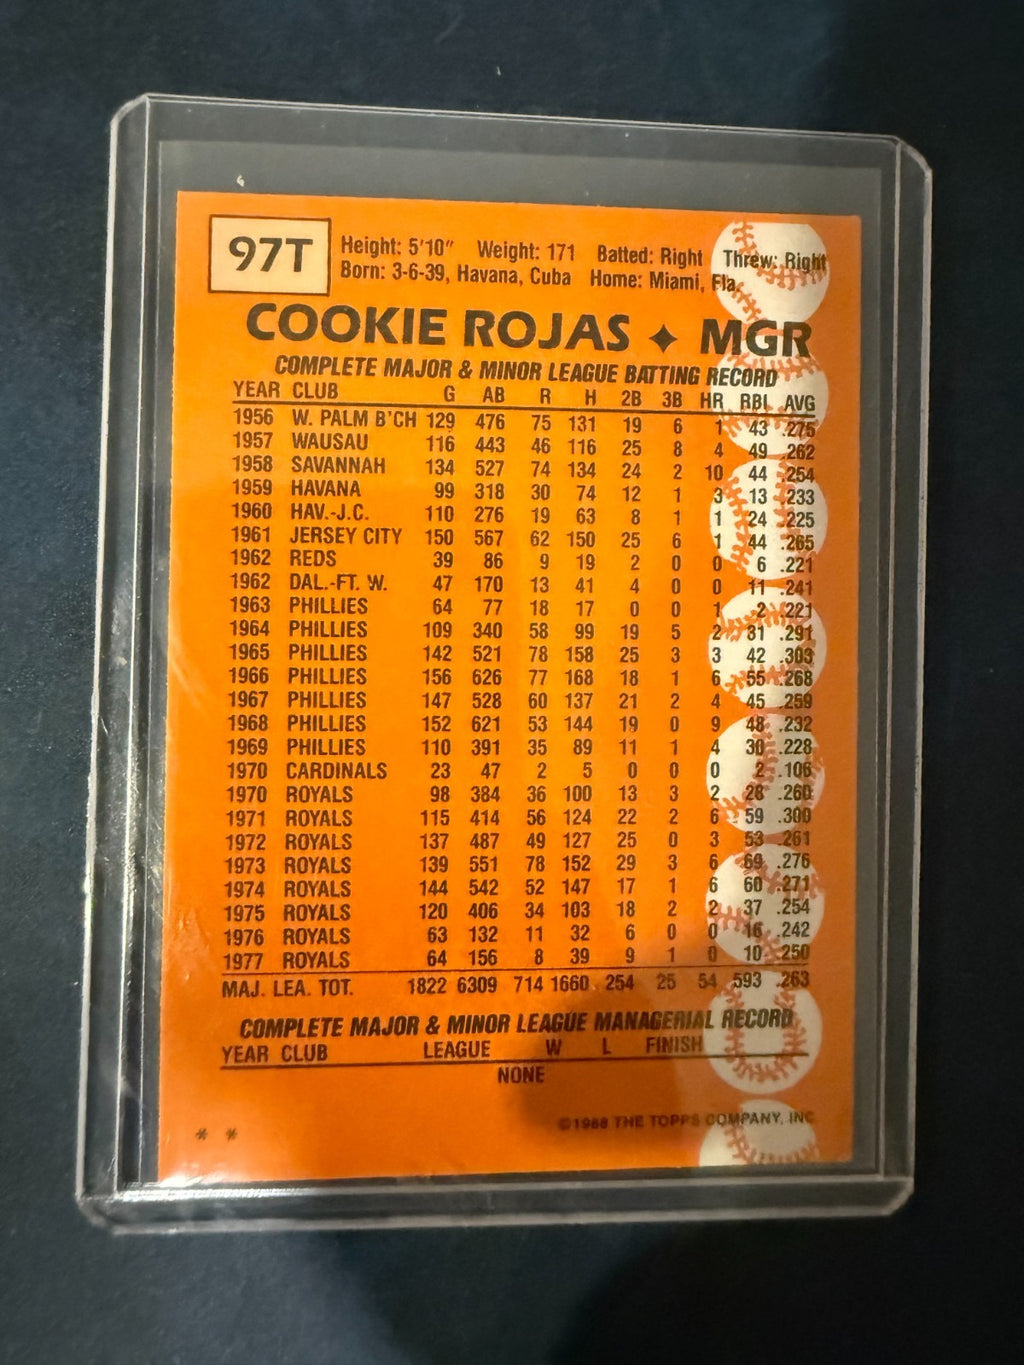 97T
Height: 5'10" Weight: 171 Batted: Right Threw: Right
Born: 3-6-39, Havana, Cuba Home: Miami, Fla.
COOKIE ROJAS ✦ MGR
COMPLETE MAJOR & MINOR LEAGUE BATTING RECORD
YEAR CLUB G AB R H 2B 3B HR RBI AVG
1956 W. PALM B'CH 129 476 75 131 19 6 1 43 .275
1957 WAUSAU 116 443 46 116 25 8 4 49 .262
1958 SAVANNAH 134 527 74 134 24 2 10 44 .254
1959 HAVANA 99 318 30 74 12 1 3 13 .233
1960 HAV.-J.C. 110 276 19 63 8 1 1 24 .225
1961 JERSEY CITY 150 567 62 150 25 6 1 44 .265
1962 REDS 39 86 9 19 2 0 0 6 .221
1962 DAL.-FT. W. 47 170 13 41 4 0 0 11 .241
1963 PHILLIES 64 77 18 17 0 0 1 2 .221
1964 PHILLIES 109 340 58 99 19 5 2 31 .291
1965 PHILLIES 142 521 78 158 25 3 3 42 .303
1966 PHILLIES 156 626 77 168 18 1 6 55 .268
1967 PHILLIES 147 528 60 137 21 2 4 45 .259
1968 PHILLIES 152 621 53 144 19 0 9 48 .232
1969 PHILLIES 110 391 35 89 11 1 4 30 .228
1970 CARDINALS 23 47 2 5 0 0 0 2 .106
1970 ROYALS 98 384 36 100 13 3 2 28 .260
1971 ROYALS 115 414 56 124 22 2 6 59 .300
1972 ROYALS 137 487 49 127 25 0 3 53 .261
1973 ROYALS 139 551 78 152 29 3 6 69 .276
1974 ROYALS 144 542 52 147 17 1 6 60 .271
1975 ROYALS 120 406 34 103 18 2 2 37 .254
1976 ROYALS 63 132 11 32 6 0 0 16 .242
1977 ROYALS 64 156 8 39 9 1 0 10 .250
MAJ. LEA. TOT. 1822 6309 714 1660 254 25 54 593 .263
COMPLETE MAJOR & MINOR LEAGUE MANAGERIAL RECORD
YEAR CLUB LEAGUE W L FINISH
NONE
©1988 THE TOPPS COMPANY, INC.
* *